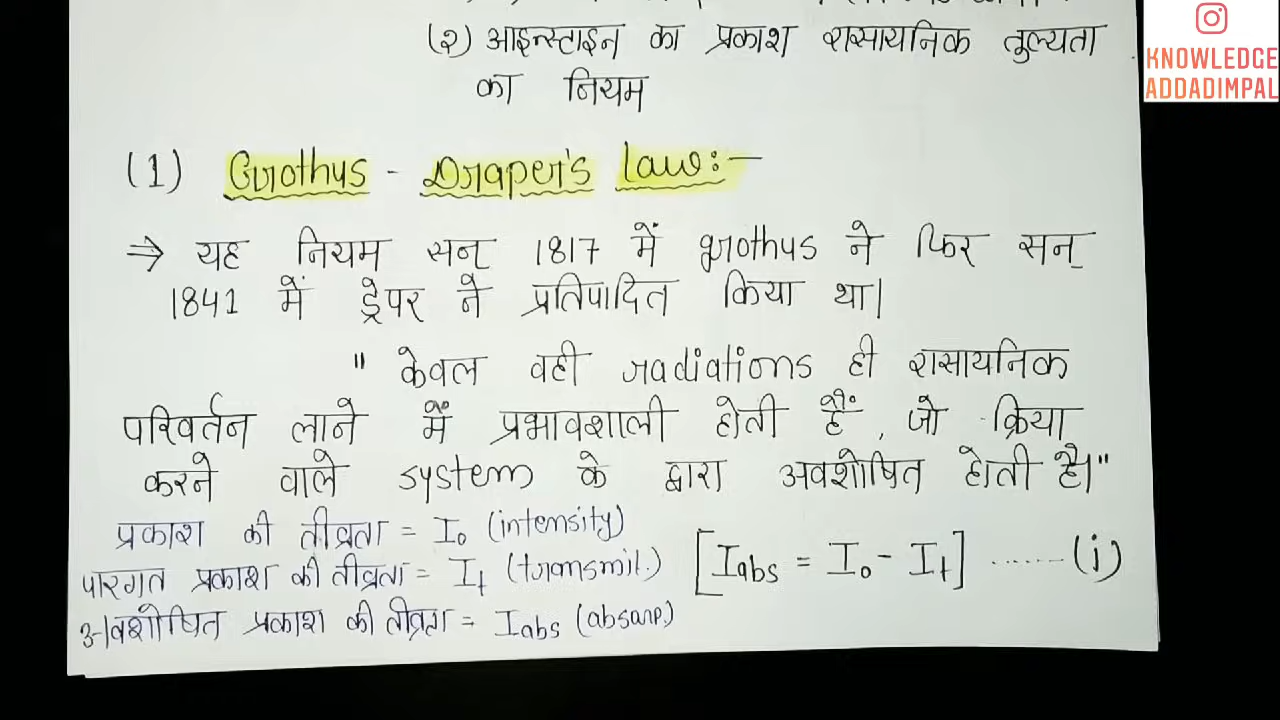 (२) आइन्स्टाइन का प्रकाश रासायनिक तुल्यता
का नियम
KNOWLEDGE
ADDADIMPAL
(1) Grothus - Draper's Law:-
⇒ यह नियम सन् 1817 में grothus ने फिर सन्
1841 में ड्रेपर ने प्रतिपादित किया था।
" केवल वही radiations ही रासायनिक
परिवर्तन लाने में प्रभावशाली होती हैं, जो क्रिया
करने वाले system के द्वारा अवशोषित होती है।"
प्रकाश की तीव्रता = I₀ (intensity)
पारगत प्रकाश की तीव्रता = Iₜ (transmit.)
[Iabs = I₀ - Iₜ] ...... (i)
अवशोषित प्रकाश की तीव्रता = Iabs (absorp.)